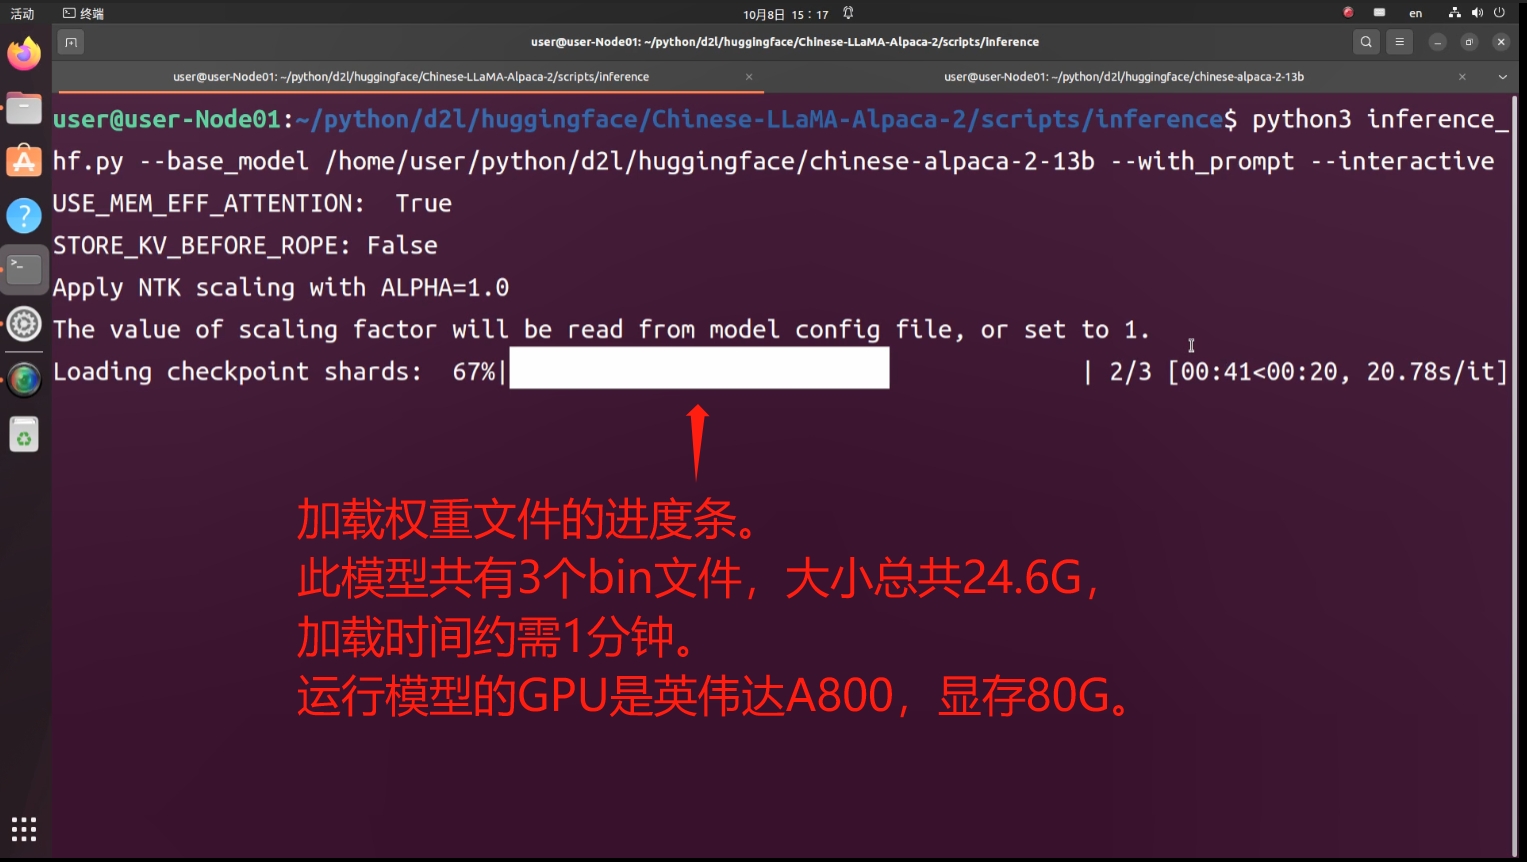 活动 终端 10月8日 15：17 en
user@user-Node01: ~/python/d2l/huggingface/Chinese-LLaMA-Alpaca-2/scripts/inference
user@user-Node01: ~/python/d2l/huggingface/Chinese-LLaMA-Alpaca-2/scripts/inference user@user-Node01: ~/python/d2l/huggingface/chinese-alpaca-2-13b
user@user-Node01:~/python/d2l/huggingface/Chinese-LLaMA-Alpaca-2/scripts/inference$ python3 inference_
hf.py --base_model /home/user/python/d2l/huggingface/chinese-alpaca-2-13b --with_prompt --interactive
USE_MEM_EFF_ATTENTION:  True
STORE_KV_BEFORE_ROPE: False
Apply NTK scaling with ALPHA=1.0
The value of scaling factor will be read from model config file, or set to 1.
Loading checkpoint shards:  67%| | 2/3 [00:41<00:20, 20.78s/it]
加载权重文件的进度条。
此模型共有3个bin文件，大小总共24.6G，
加载时间约需1分钟。
运行模型的GPU是英伟达A800，显存80G。